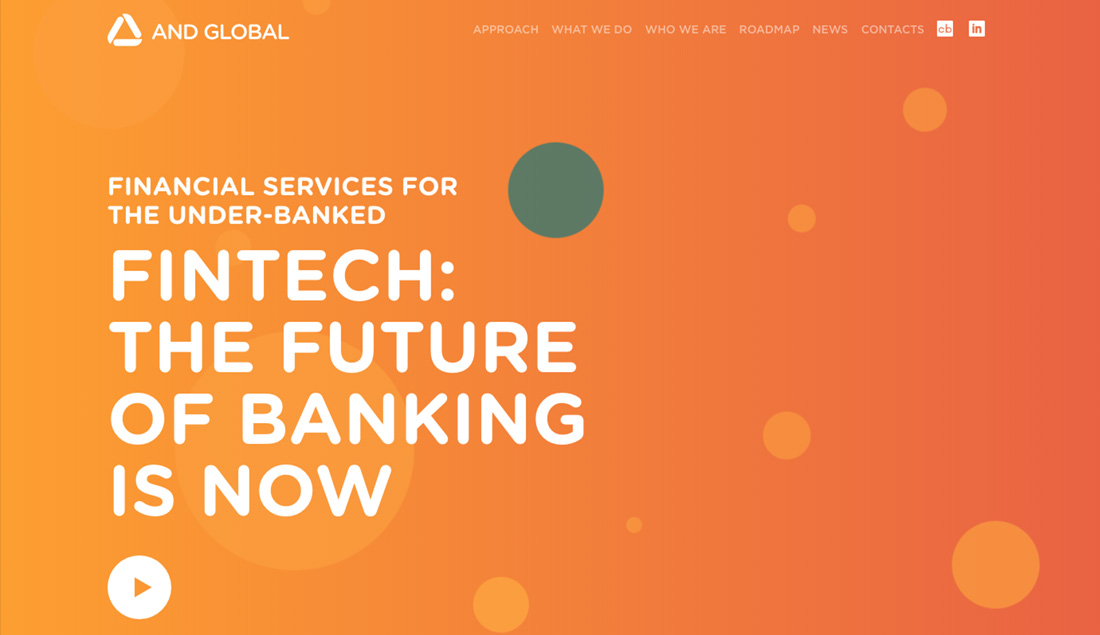 AND GLOBAL
APPROACH WHAT WE DO WHO WE ARE ROADMAP NEWS CONTACTS cb in
FINANCIAL SERVICES FOR
THE UNDER-BANKED
FINTECH:
THE FUTURE
OF BANKING
IS NOW